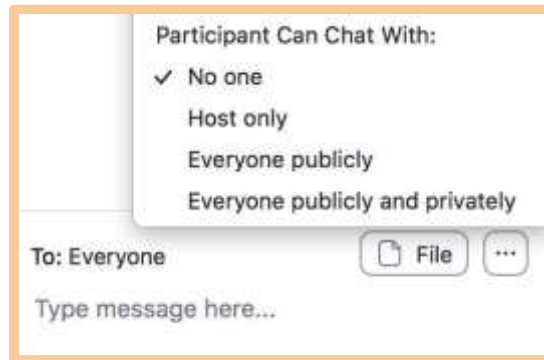 Participant Can Chat With:
✓ No one
Host only
Everyone publicly
Everyone publicly and privately
To: Everyone
File
...
Type message here...